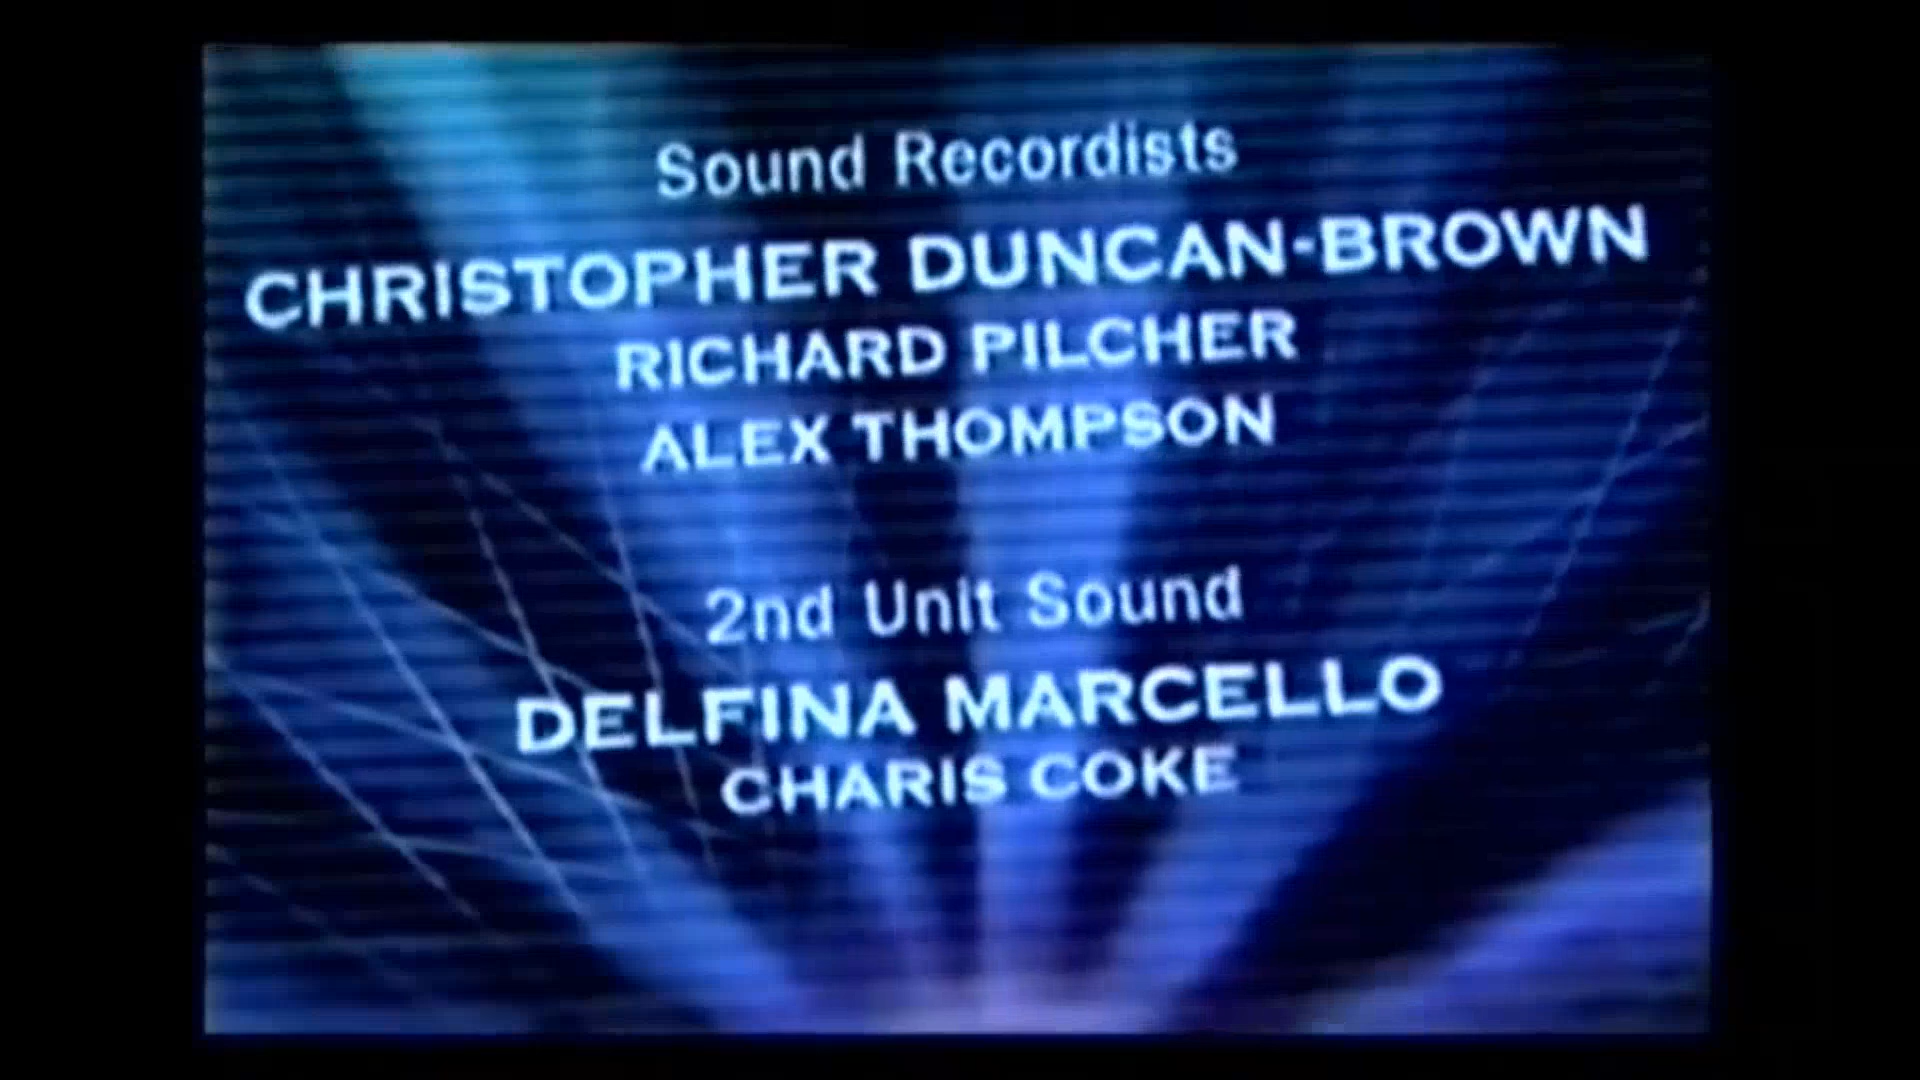 Sound Recordists
CHRISTOPHER DUNCAN-BROWN
RICHARD PILCHER
ALEX THOMPSON
2nd Unit Sound
DELFINA MARCELLO
CHARIS COKE